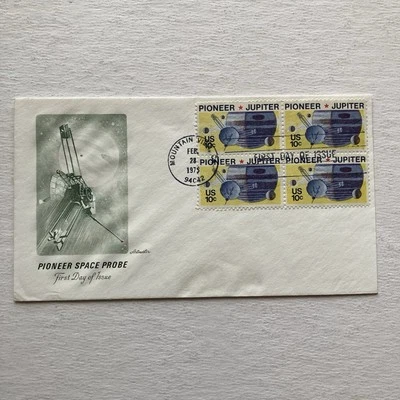 PIONEER ★ JUPITER
PIONEER ★ JUPITER
US
10c
US
10c
MOUNTAIN
FEB
28
1975
94042
FIRST DAY OF ISSUE
PIONEER ★ JUPITER
PIONEER ★ JUPITER
US
10c
US
10c
PIONEER SPACE PROBE
First Day of Issue